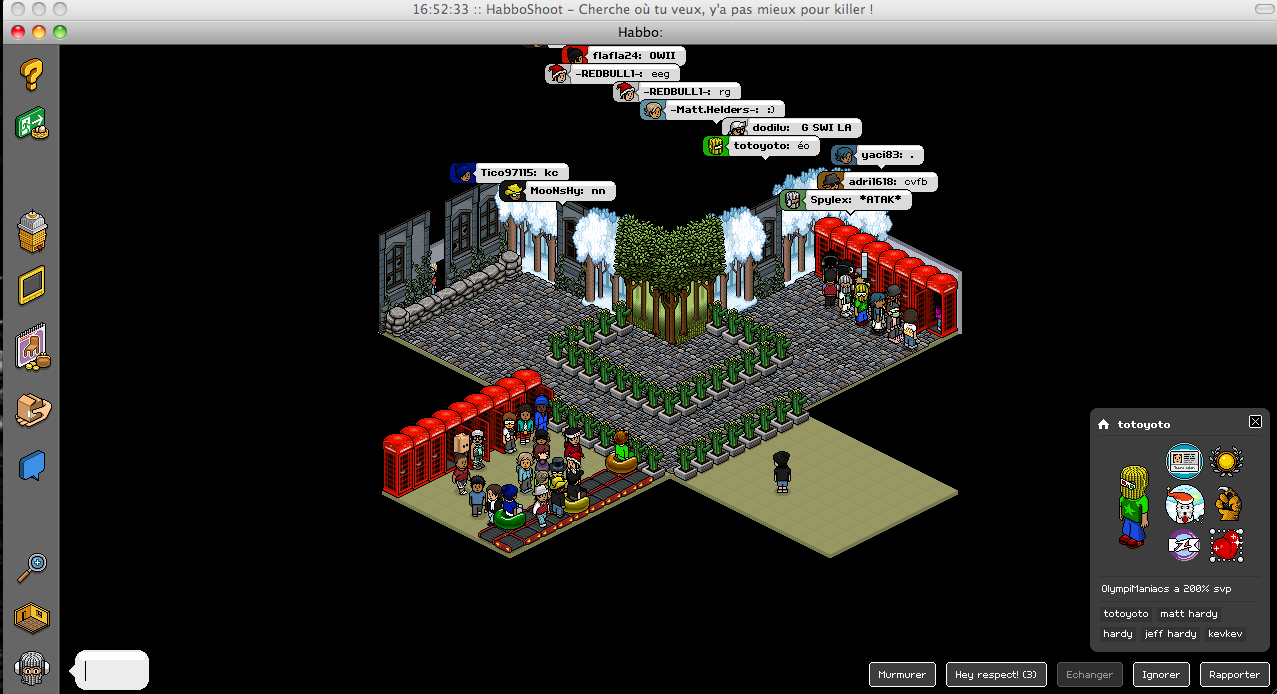 16:52:33 :: HabboShoot - Cherche où tu veux, y'a pas mieux pour killer !
Habbo:
flafla24: OWII
-REDBULL1-: eeg
-REDBULL1-: rg
-Matt.Helders-: :)
dodilu: G SWI LA
totoyoto: éo
yaci83: .
Tico97115: kc
adri1618: cvfb
MooNsHy: nn
Spylex: *ATAK*
totoyoto
OlympiManiacs a 200% svp
totoyoto matt hardy
hardy jeff hardy kevkev
Murmurer Hey respect! (3) Echanger Ignorer Rapporter